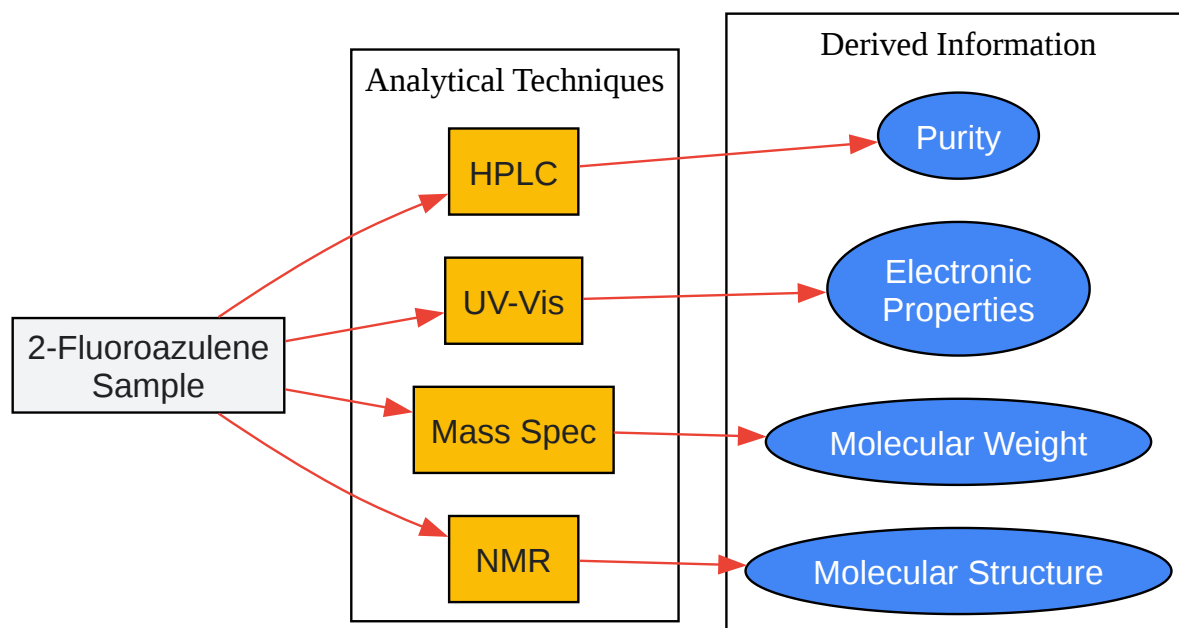 Analytical Techniques
Derived Information
2-Fluoroazulene
Sample
HPLC
UV-Vis
Mass Spec
NMR
Purity
Electronic
Properties
Molecular Weight
Molecular Structure